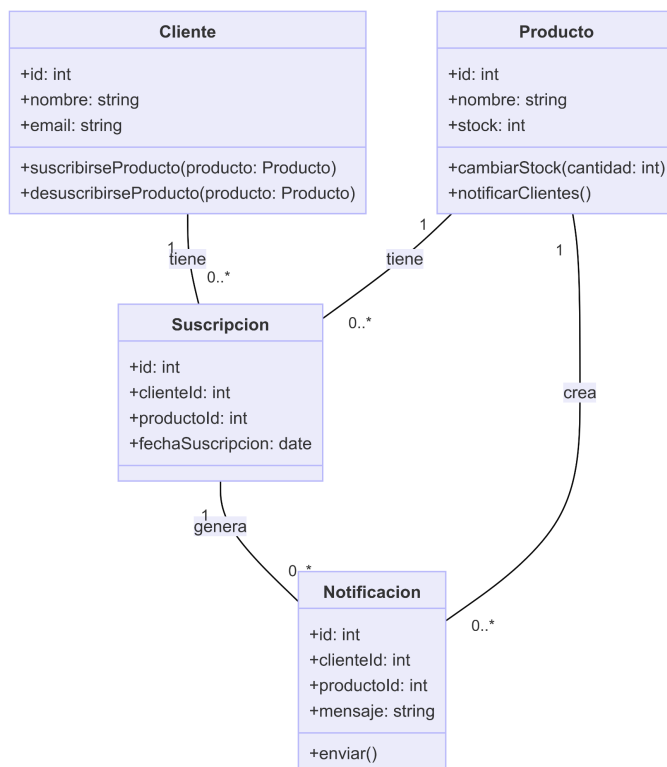 Cliente
+id: int
+nombre: string
+email: string
+suscribirseProducto(producto: Producto)
+desuscribirseProducto(producto: Producto)
Producto
+id: int
+nombre: string
+stock: int
+cambiarStock(cantidad: int)
+notificarClientes()
1
tiene
0..*
1
tiene
0..*
1
crea
0..*
Suscripcion
+id: int
+clienteId: int
+productoId: int
+fechaSuscripcion: date
1
genera
0..*
Notificacion
+id: int
+clienteId: int
+productoId: int
+mensaje: string
+enviar()